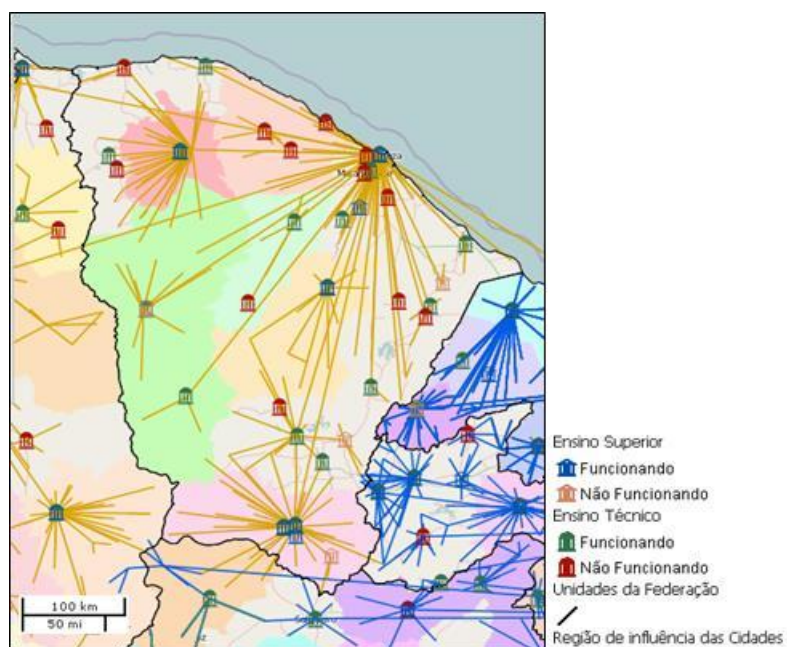 100 km
50 mi
Ensino Superior
Funcionando
Não Funcionando
Ensino Técnico
Funcionando
Não Funcionando
Unidades da Federação
Região de influência das Cidades